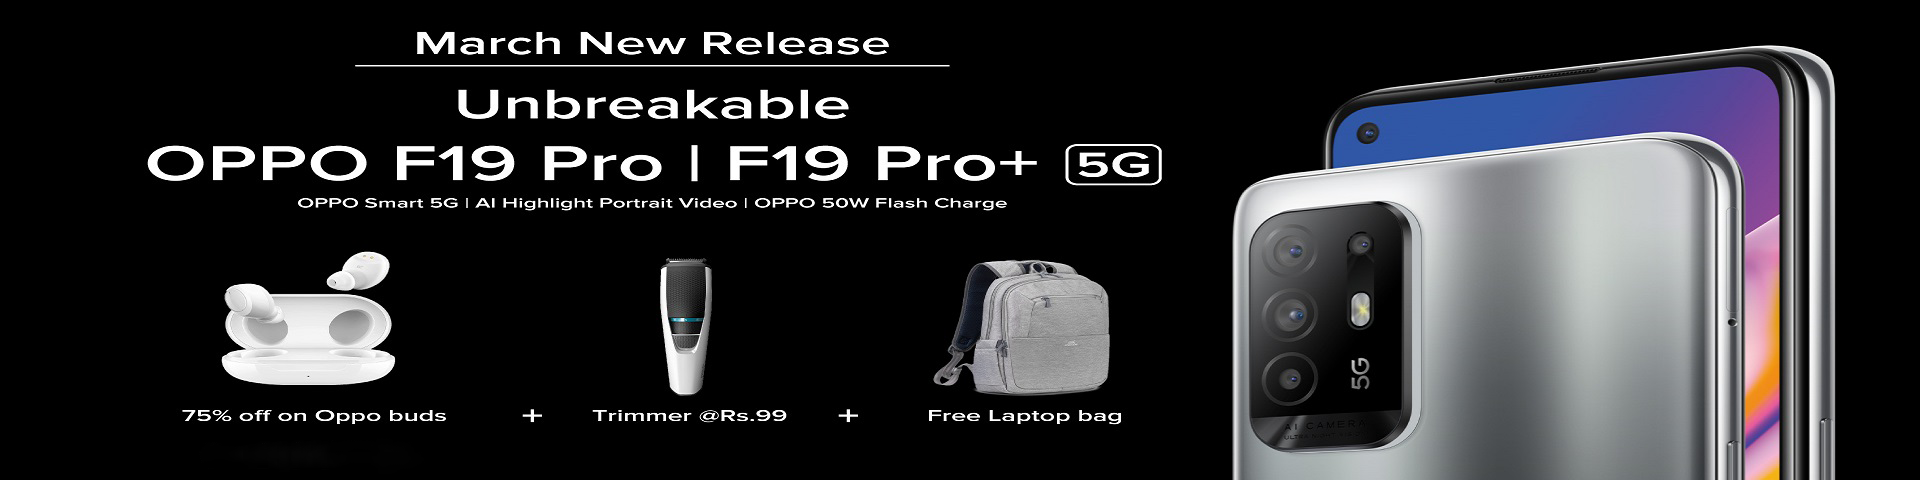 March New Release
Unbreakable
OPPO F19 Pro | F19 Pro+ 5G
OPPO Smart 5G | AI Highlight Portrait Video | OPPO 50W Flash Charge
75% off on Oppo buds + Trimmer @Rs.99 + Free Laptop bag
5G
AI CAMERA